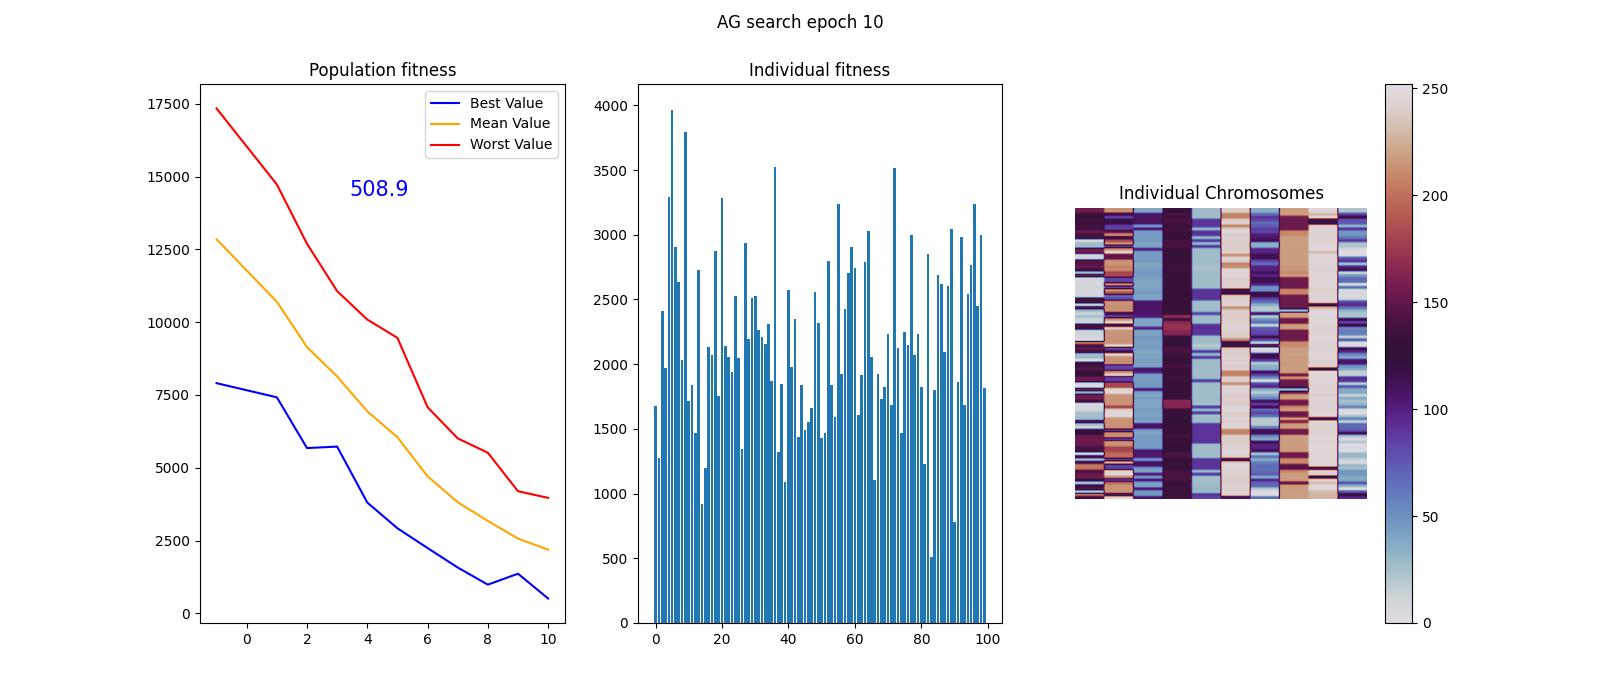 AG search epoch 10
Population fitness
17500
15000
12500
10000
7500
5000
2500
0
0 2 4 6 8 10
Best Value
Mean Value
Worst Value
508.9
Individual fitness
4000
3500
3000
2500
2000
1500
1000
500
0
0 20 40 60 80 100
Individual Chromosomes
250
200
150
100
50
0